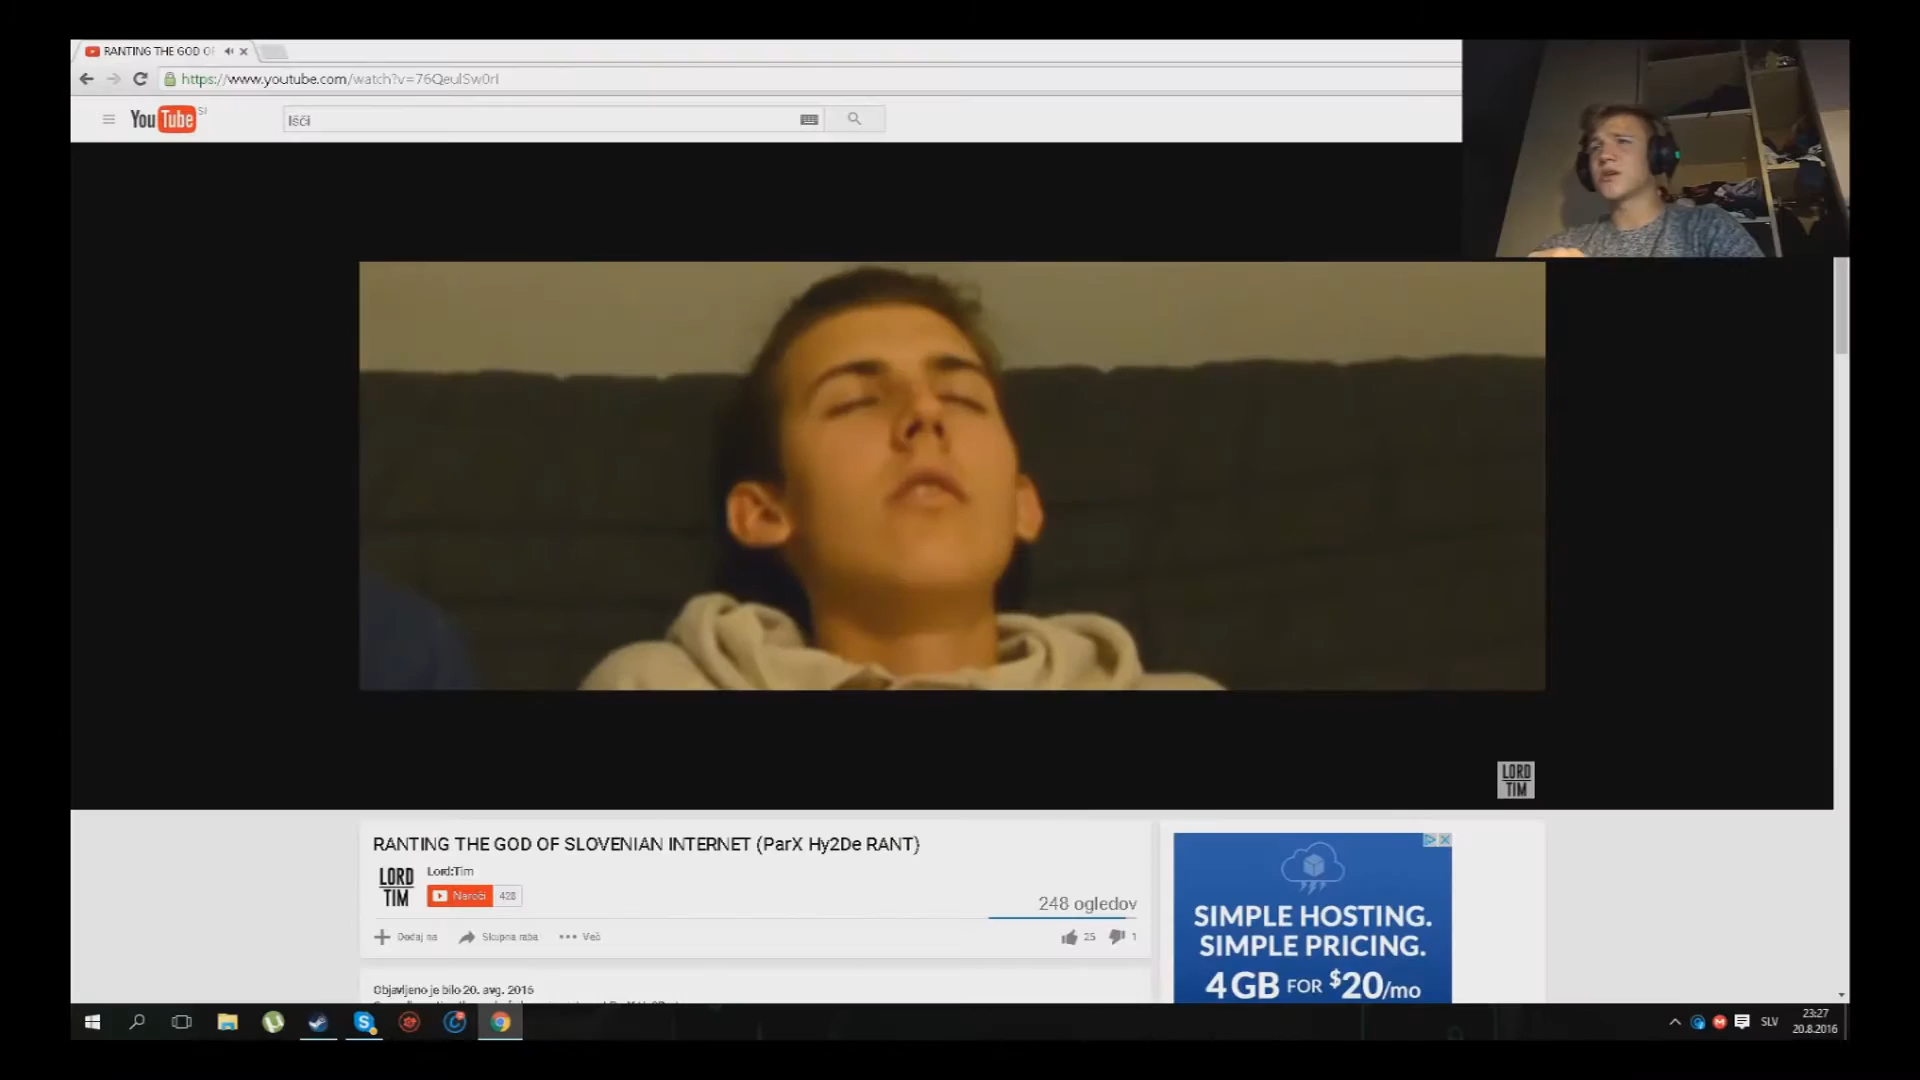 RANTING THE GOD OF
https://www.youtube.com/watch?v=76QeulSw0rI
You Tube SI
Išči
LORD
TIM
RANTING THE GOD OF SLOVENIAN INTERNET (ParX Hy2De RANT)
LORD
TIM
Lord:Tim
Naroči 428
248 ogledov
Dodaj na Skupna raba Več
25 1
Objavljeno je bilo 20. avg. 2016
SIMPLE HOSTING.
SIMPLE PRICING.
4GB FOR $20/mo
SLV
23:27
20.8.2016